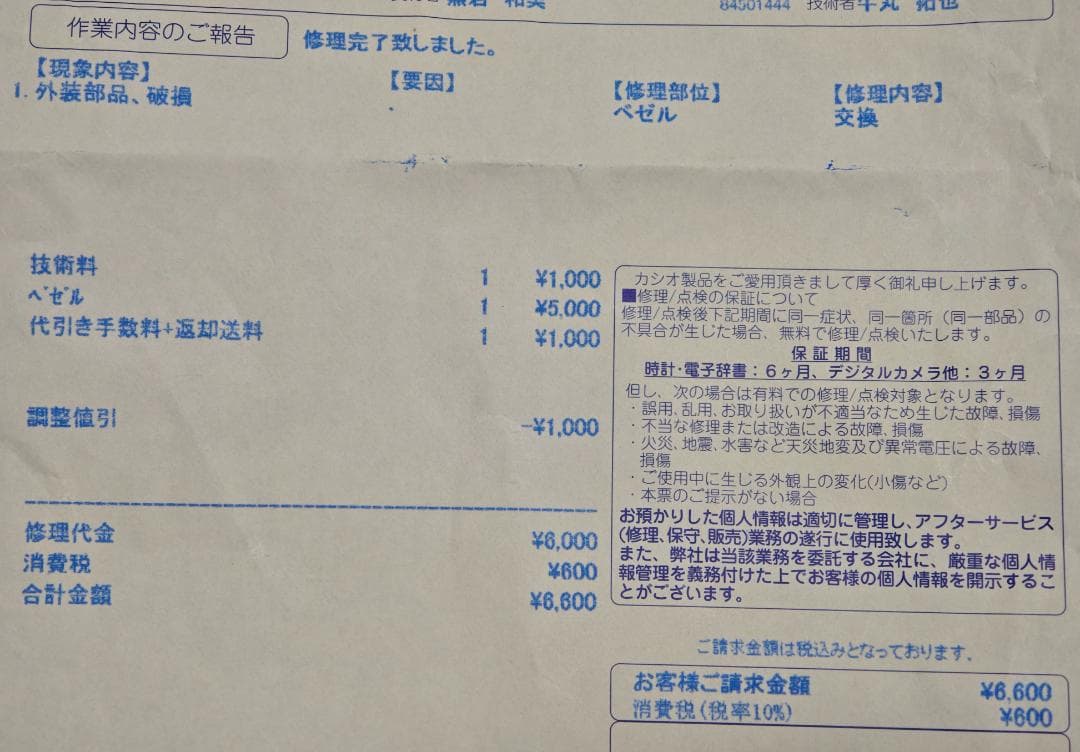 84501444 技術者
作業内容のご報告
修理完了致しました。
【現象内容】 【要因】 【修理部位】 【修理内容】
1. 外装部品、破損 ベゼル 交換
技術料 1 ¥1,000
ベゼル 1 ¥5,000
代引き手数料+返却送料 1 ¥1,000
調整値引 -¥1,000
修理代金 ¥6,000
消費税 ¥600
合計金額 ¥6,600
カシオ製品をご愛用頂きまして厚く御礼申し上げます。
■修理/点検の保証について
修理/点検後下記期間に同一症状、同一箇所（同一部品）の
不具合が生じた場合、無料で修理/点検いたします。
保証期間
時計・電子辞書：６ヶ月、デジタルカメラ他：３ヶ月
但し、次の場合は有料での修理/点検対象となります。
・誤用、乱用、お取り扱いが不適当なため生じた故障、損傷
・不当な修理または改造による故障、損傷
・火災、地震、水害など天災地変及び異常電圧による故障、
損傷
・ご使用中に生じる外観上の変化(小傷など)
・本票のご提示がない場合
お預かりした個人情報は適切に管理し、アフターサービス
(修理、保守、販売)業務の遂行に使用致します。
また、弊社は当該業務を委託する会社に、厳重な個人情
報管理を義務付けた上でお客様の個人情報を開示するこ
とがございます。
ご請求金額は税込みとなっております。
お客様ご請求金額 ¥6,600
消費税(税率10%) ¥600